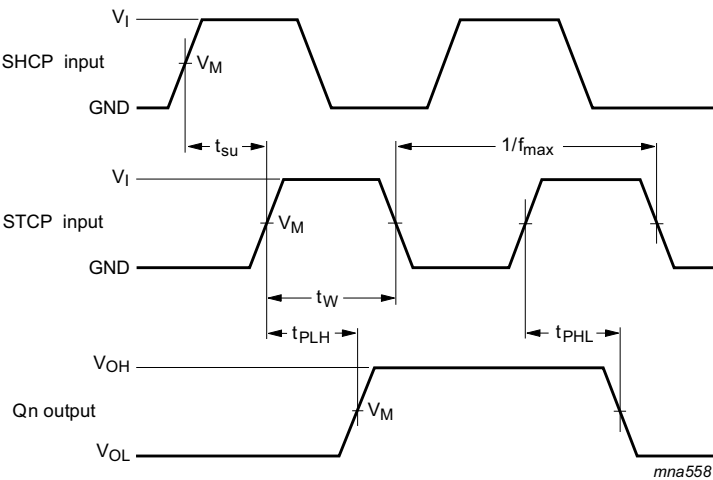 V_I
SHCP input
V_M
GND
t_su
1/f_max
V_I
STCP input
V_M
GND
t_W
t_PLH
t_PHL
V_OH
Qn output
V_M
V_OL
mna558